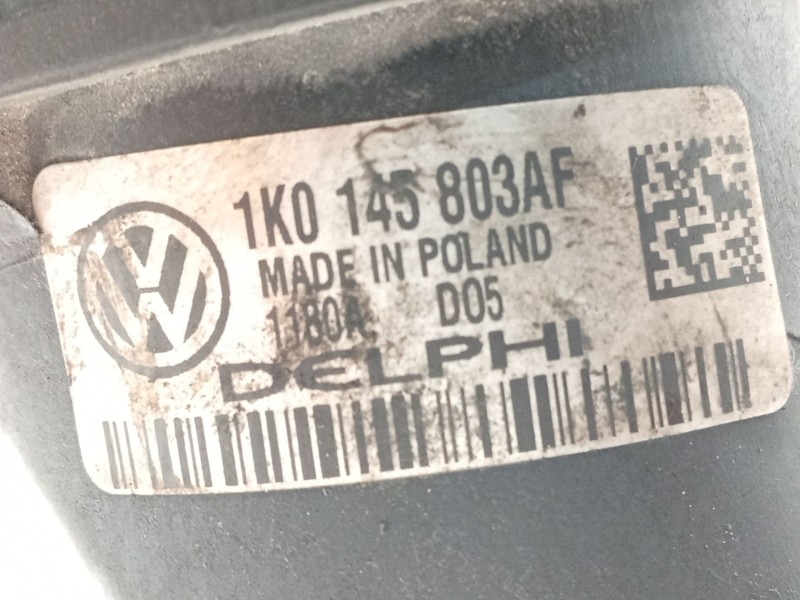 1K0 145 803AF
MADE IN POLAND
1180A D05
DELPHI